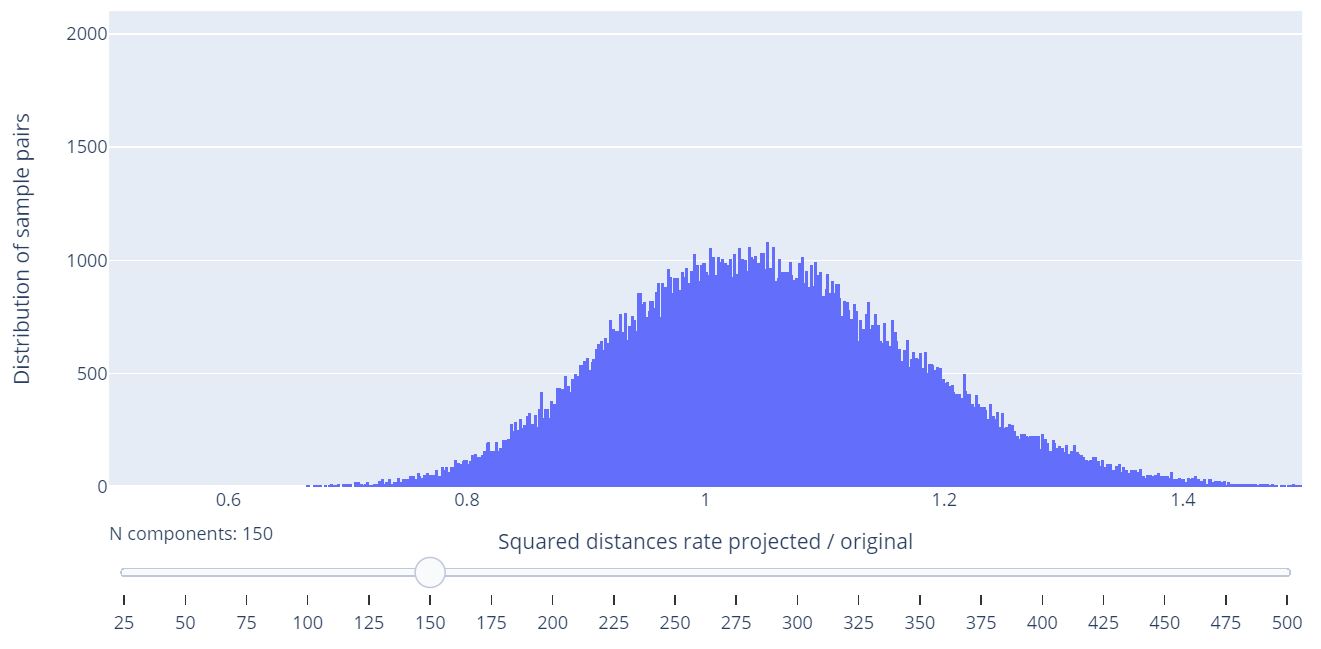 2000
1500
1000
500
0
Distribution of sample pairs
0.6 0.8 1 1.2 1.4
N components: 150
Squared distances rate projected / original
25 50 75 100 125 150 175 200 225 250 275 300 325 350 375 400 425 450 475 500